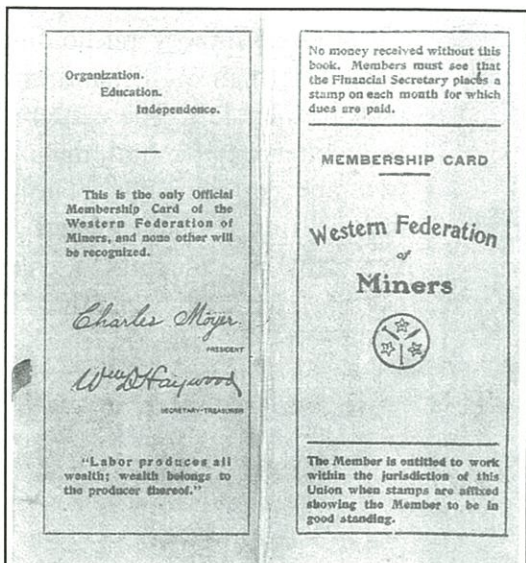 Organization.
Education.
Independence.
This is the only Official
Membership Card of the
Western Federation of
Miners, and none other will
be recognized.
Charles Moyer.
PRESIDENT
Wm D Haywood
SECRETARY-TREASURER
"Labor produces all
wealth; wealth belongs to
the producer thereof."
No money received without this
book. Members must see that
the Financial Secretary places a
stamp on each month for which
dues are paid.
MEMBERSHIP CARD
Western Federation
of
Miners
The Member is entitled to work
within the jurisdiction of this
Union when stamps are affixed
showing the Member to be in
good standing.